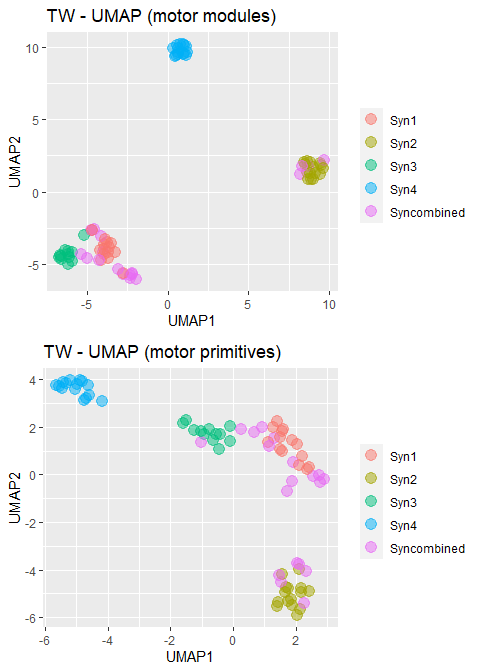 TW - UMAP (motor modules)
10
5
0
-5
UMAP2
-5
0
5
10
UMAP1
Syn1
Syn2
Syn3
Syn4
Syncombined
TW - UMAP (motor primitives)
4
2
0
-2
-4
-6
UMAP2
-6
-4
-2
0
2
UMAP1
Syn1
Syn2
Syn3
Syn4
Syncombined